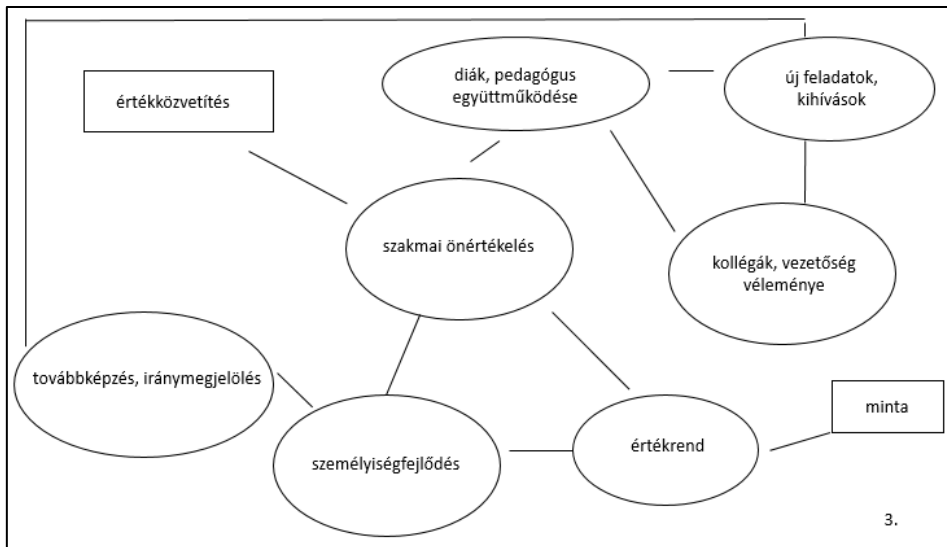 diák, pedagógus
együttműködése
új feladatok,
kihívások
értékközvetítés
szakmai önértékelés
kollégák, vezetőség
véleménye
továbbképzés, iránymegjelölés
minta
személyiségfejlődés
értékrend
3.